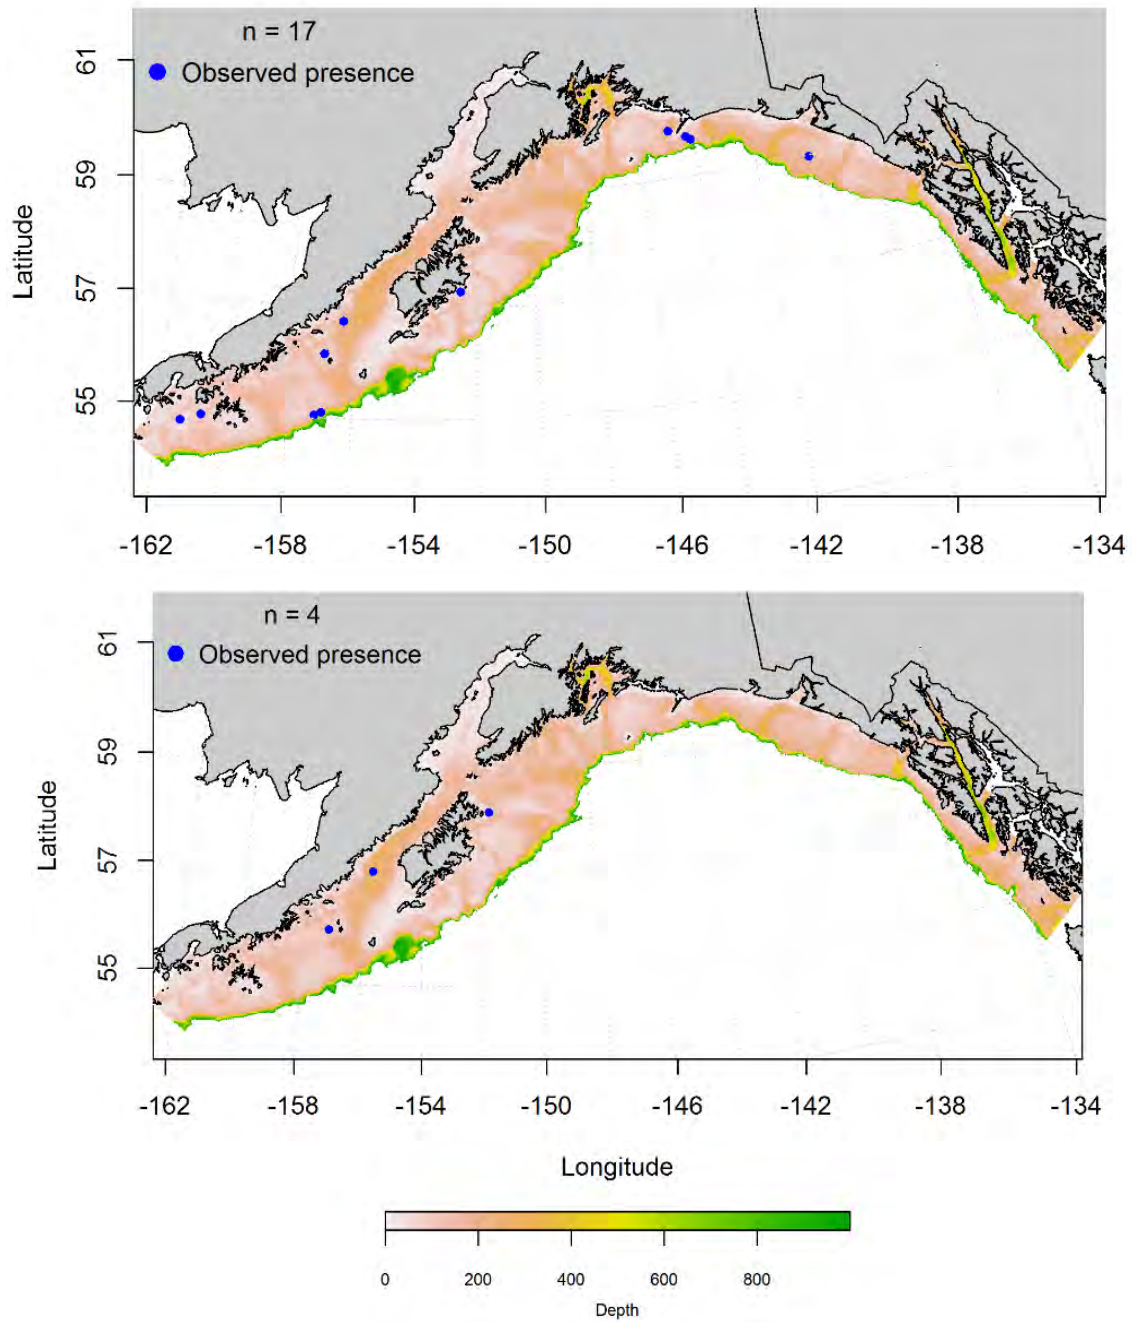 n = 17
Observed presence
61
59
57
55
Latitude
-162 -158 -154 -150 -146 -142 -138 -134
n = 4
Observed presence
61
59
57
55
Latitude
-162 -158 -154 -150 -146 -142 -138 -134
Longitude
0 200 400 600 800
Depth